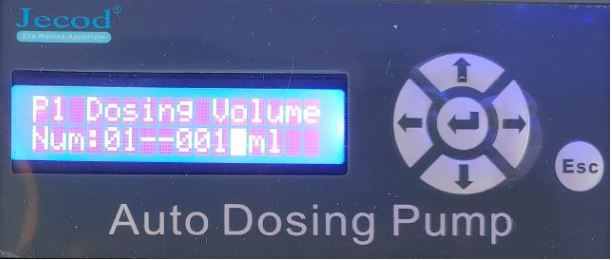 Jecod®
Eco Marine Aquarium
P1 Dosing Volume
Num:01--001 ml
Esc
Auto Dosing Pump